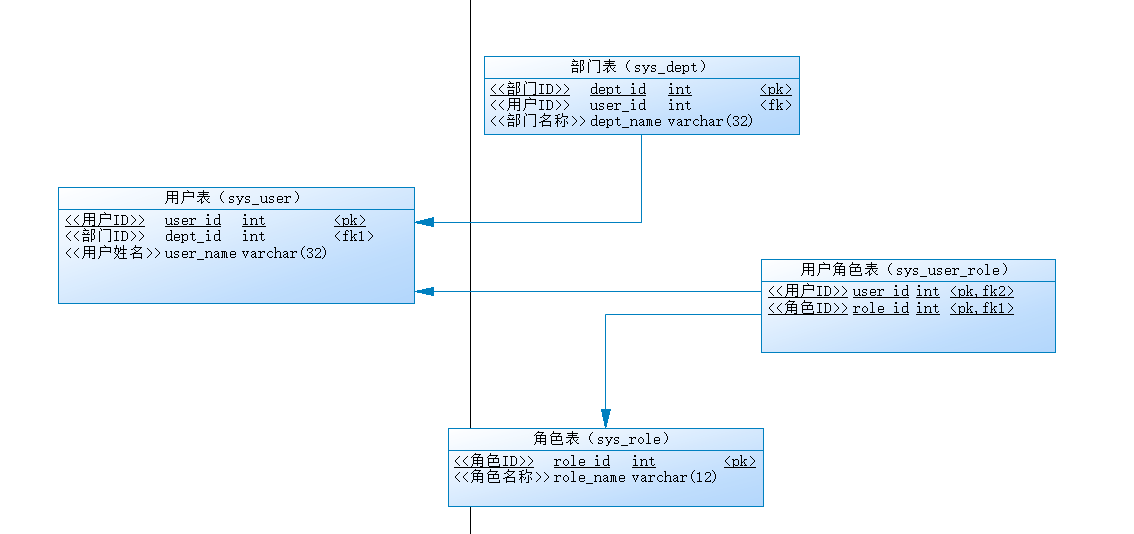 部门表（sys_dept）
<<部门ID>> dept_id int <pk>
<<用户ID>> user_id int <fk>
<<部门名称>> dept_name varchar(32)
用户表（sys_user）
<<用户ID>> user_id int <pk>
<<部门ID>> dept_id int <fk1>
<<用户姓名>> user_name varchar(32)
用户角色表（sys_user_role）
<<用户ID>> user_id int <pk,fk2>
<<角色ID>> role_id int <pk,fk1>
角色表（sys_role）
<<角色ID>> role_id int <pk>
<<角色名称>> role_name varchar(12)